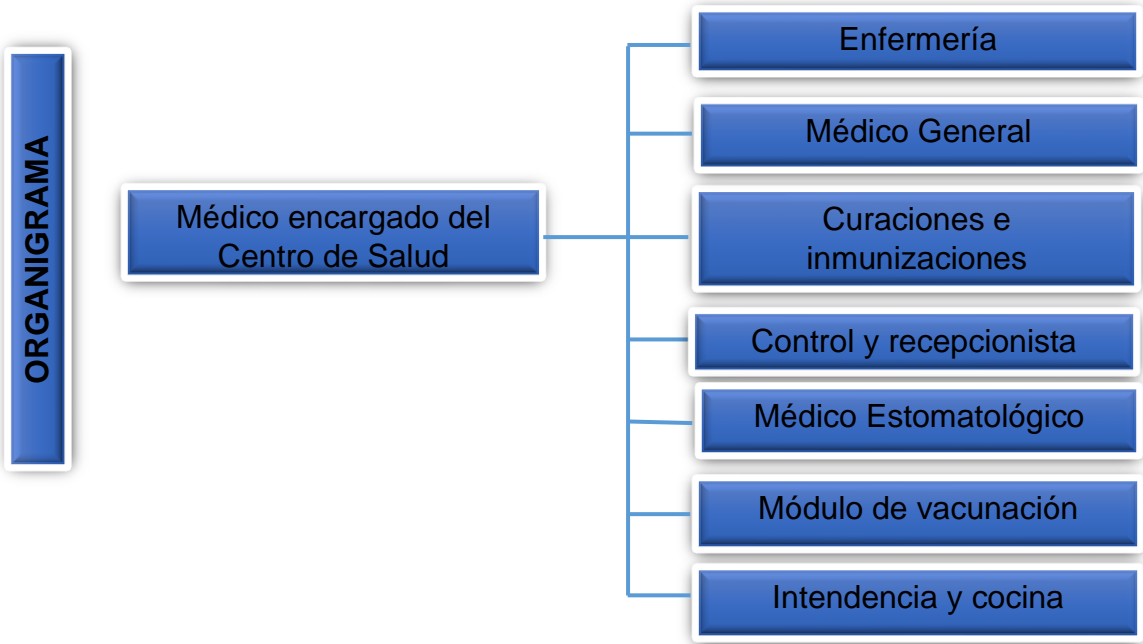 ORGANIGRAMA
Médico encargado del
Centro de Salud
Enfermería
Médico General
Curaciones e
inmunizaciones
Control y recepcionista
Médico Estomatológico
Módulo de vacunación
Intendencia y cocina